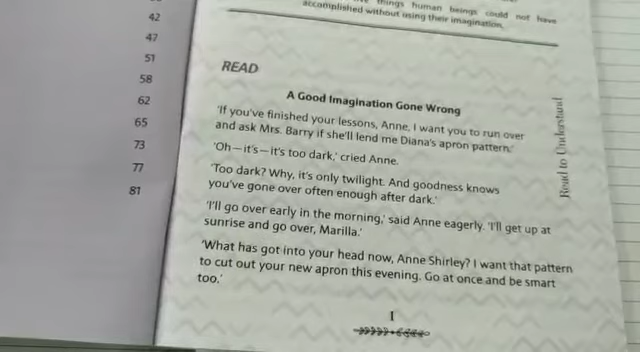 42
47
51
58
62
65
73
77
81
things human beings could not have
accomplished without using their imagination.
READ
A Good Imagination Gone Wrong
'If you've finished your lessons, Anne, I want you to run over
and ask Mrs. Barry if she'll lend me Diana's apron pattern.'
'Oh—it's—it's too dark,' cried Anne.
'Too dark? Why, it's only twilight. And goodness knows
you've gone over often enough after dark.'
'I'll go over early in the morning,' said Anne eagerly. 'I'll get up at
sunrise and go over, Marilla.'
'What has got into your head now, Anne Shirley? I want that pattern
to cut out your new apron this evening. Go at once and be smart
too.'
Read to Understand
1